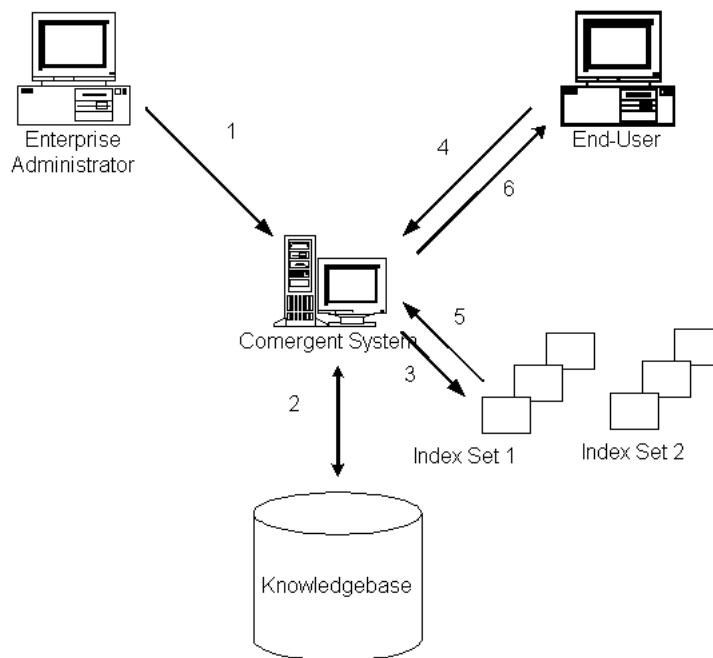 Enterprise
Administrator
End-User
1
4
6
Comergent System
5
3
2
Index Set 1
Index Set 2
Knowledgebase